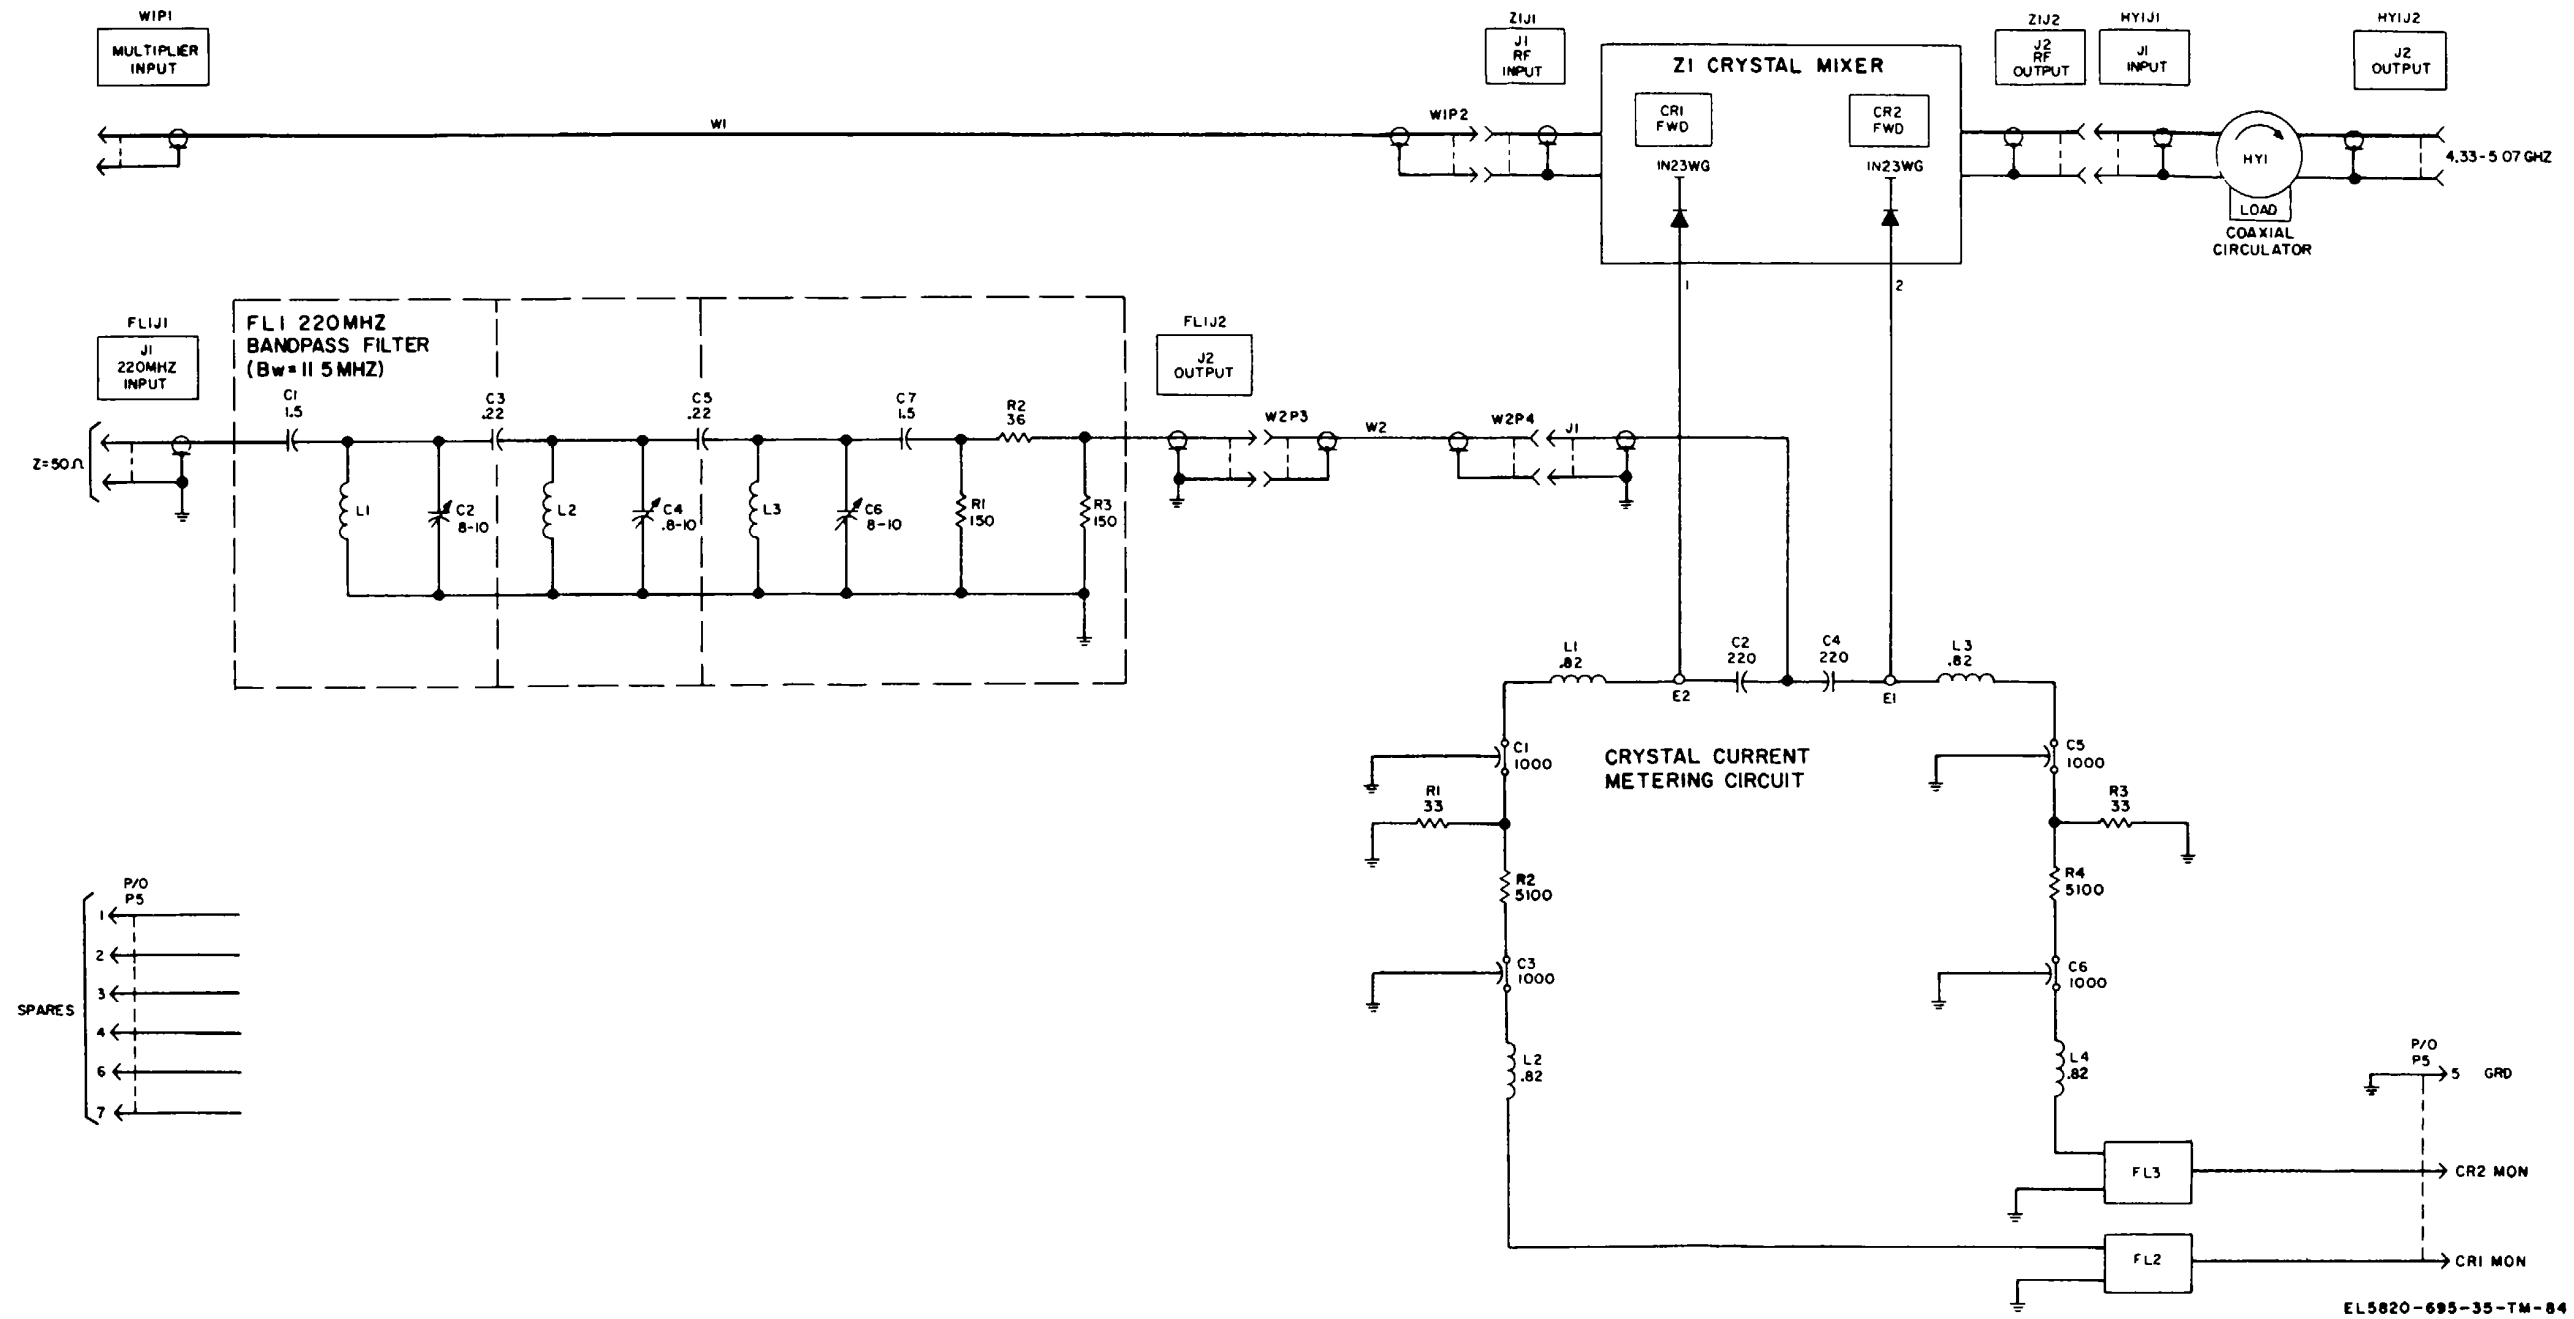 W1P1
MULTIPLIER
INPUT
W1
W1P2
Z1J1
J1
RF
INPUT
Z1 CRYSTAL MIXER
CR1
FWD
IN23WG
CR2
FWD
IN23WG
1
2
Z1J2
J2
RF
OUTPUT
HY1J1
J1
INPUT
HY1
LOAD
COAXIAL
CIRCULATOR
HY1J2
J2
OUTPUT
4.33-5 07 GHZ
FL1J1
J1
220MHZ
INPUT
Z=50Ω
FL1 220MHZ
BANDPASS FILTER
(Bw=11 5MHZ)
C1
1.5
C3
.22
C5
.22
C7
1.5
R2
36
L1
C2
8-10
L2
C4
.8-10
L3
C6
8-10
R1
150
R3
150
FL1J2
J2
OUTPUT
W2P3
W2
W2P4
J1
L1
.82
E2
C2
220
C4
220
E1
L3
.82
CRYSTAL CURRENT
METERING CIRCUIT
C1
1000
R1
33
R2
5100
C3
1000
L2
.82
C5
1000
R3
33
R4
5100
C6
1000
L4
.82
P/O
P5
SPARES
1
2
3
4
6
7
P/O
P5
5 GRD
FL3
CR2 MON
FL2
CR1 MON
EL5820-695-35-TM-84